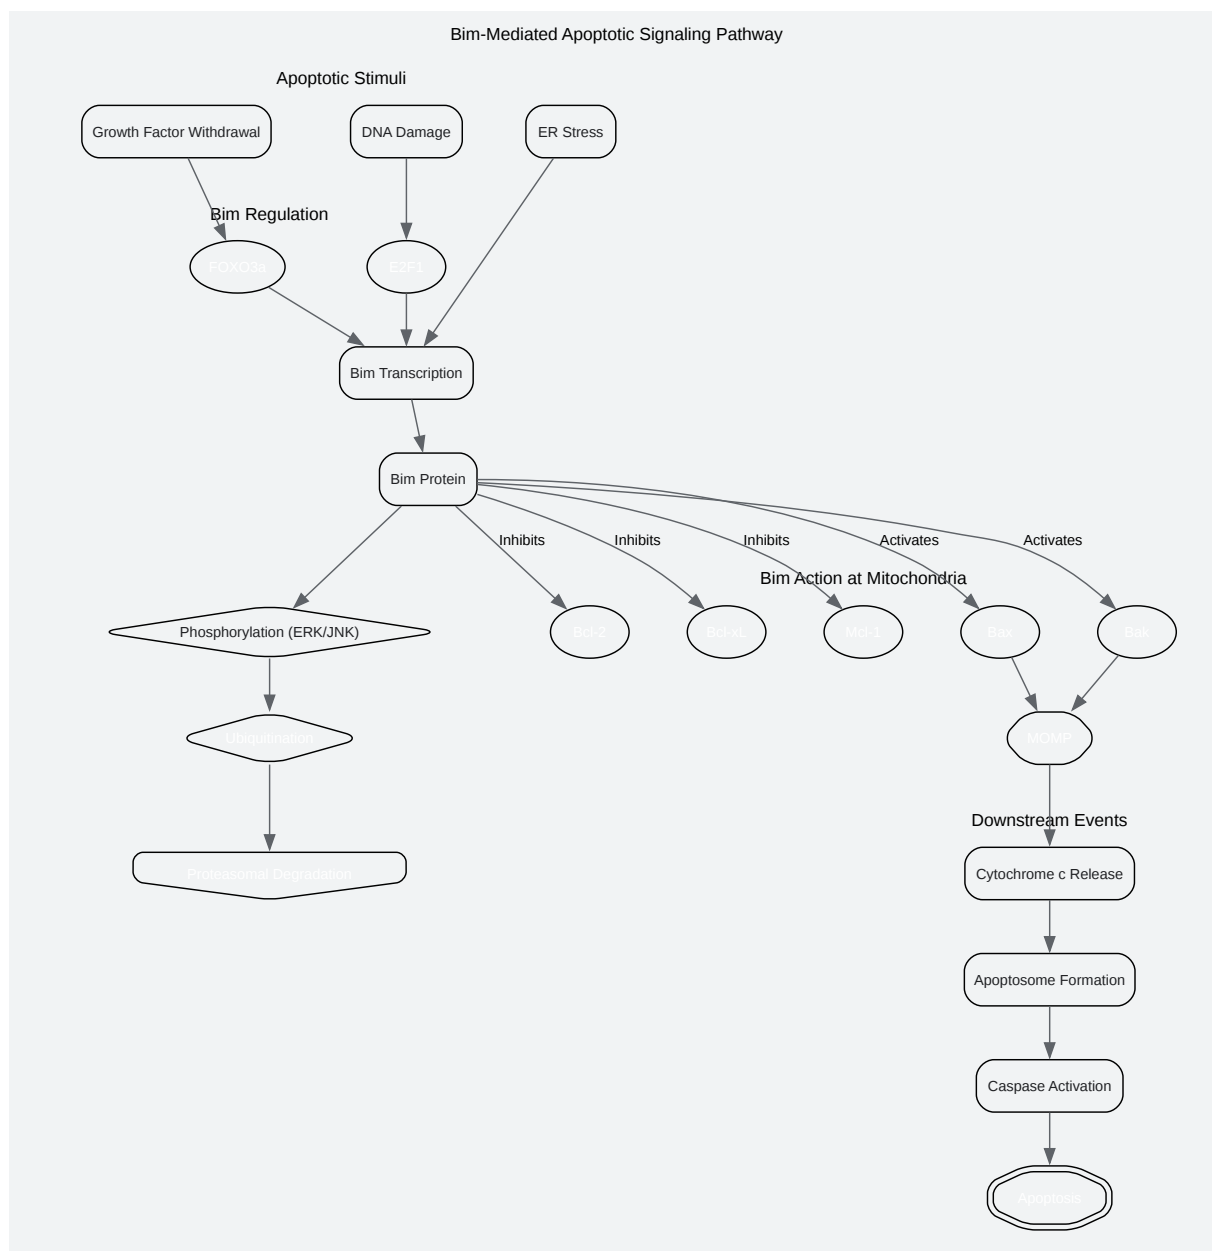 Bim-Mediated Apoptotic Signaling Pathway
Apoptotic Stimuli
Growth Factor Withdrawal
DNA Damage
ER Stress
Bim Regulation
FOXO3a
E2F1
Bim Transcription
Bim Protein
Inhibits
Inhibits
Inhibits
Activates
Activates
Bim Action at Mitochondria
Phosphorylation (ERK/JNK)
Bcl-2
Bcl-xL
Mcl-1
Bax
Bak
Ubiquitination
MOMP
Downstream Events
Proteasomal Degradation
Cytochrome c Release
Apoptosome Formation
Caspase Activation
Apoptosis